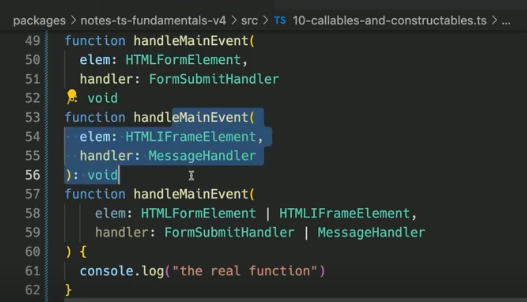 packages > notes-ts-fundamentals-v4 > src > TS 10-callables-and-constructables.ts > ...
49 function handleMainEvent(
50   elem: HTMLFormElement,
51   handler: FormSubmitHandler
52 ): void
53 function handleMainEvent(
54   elem: HTMLIFrameElement,
55   handler: MessageHandler
56 ): void
57 function handleMainEvent(
58     elem: HTMLFormElement | HTMLIFrameElement,
59     handler: FormSubmitHandler | MessageHandler
60 ) {
61   console.log("the real function")
62 }